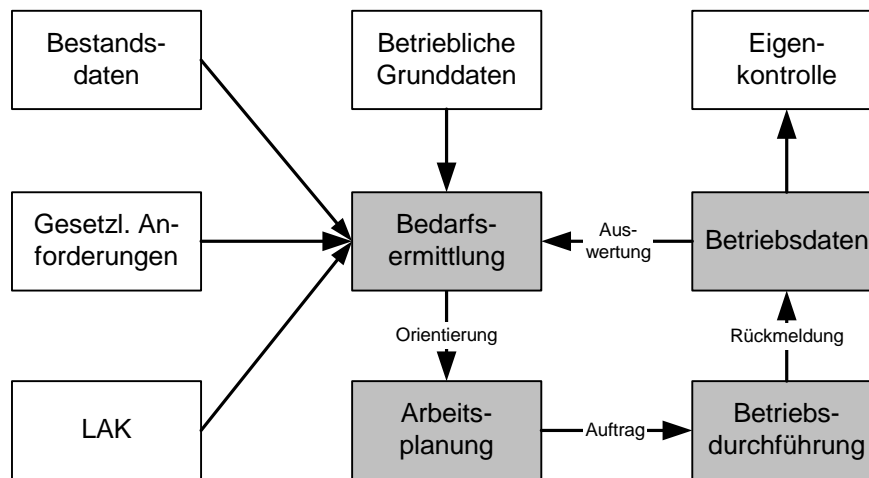 Bestands-
daten
Betriebliche
Grunddaten
Eigen-
kontrolle
Gesetzl. An-
forderungen
Bedarfs-
ermittlung
Aus-
wertung
Betriebsdaten
Orientierung
Rückmeldung
LAK
Arbeits-
planung
Auftrag
Betriebs-
durchführung